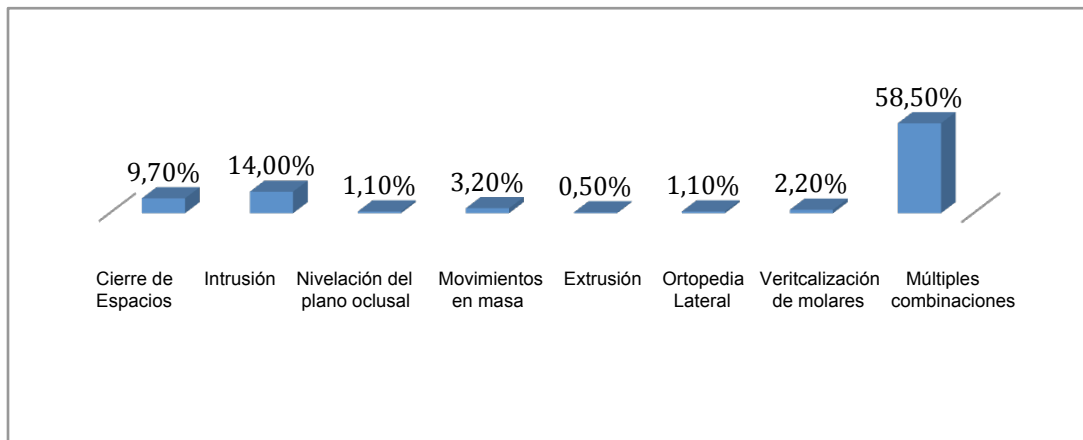 58,50%
9,70%
14,00%
1,10%
3,20%
0,50%
1,10%
2,20%
Cierre de
Espacios
Intrusión
Nivelación del
plano oclusal
Movimientos
en masa
Extrusión
Ortopedia
Lateral
Veritcalización
de molares
Múltiples
combinaciones